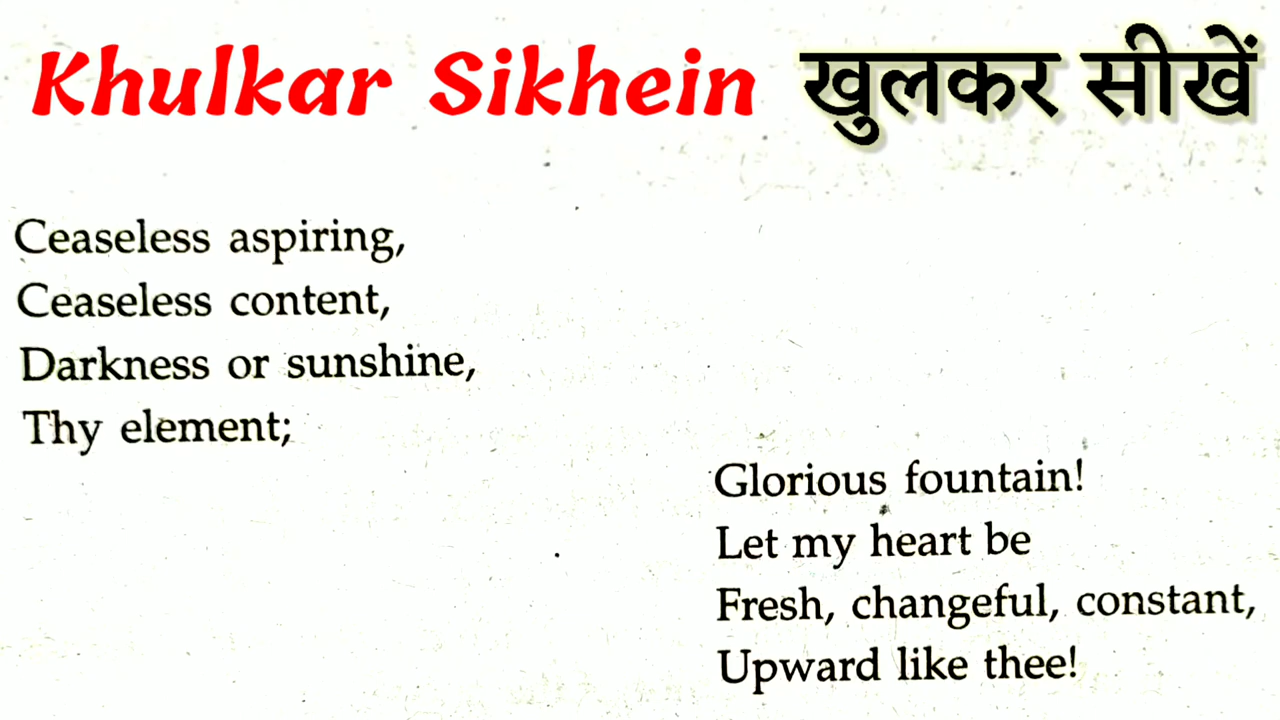 Khulkar Sikhein खुलकर सीखें
Ceaseless aspiring,
Ceaseless content,
Darkness or sunshine,
Thy element;
Glorious fountain!
Let my heart be
Fresh, changeful, constant,
Upward like thee!